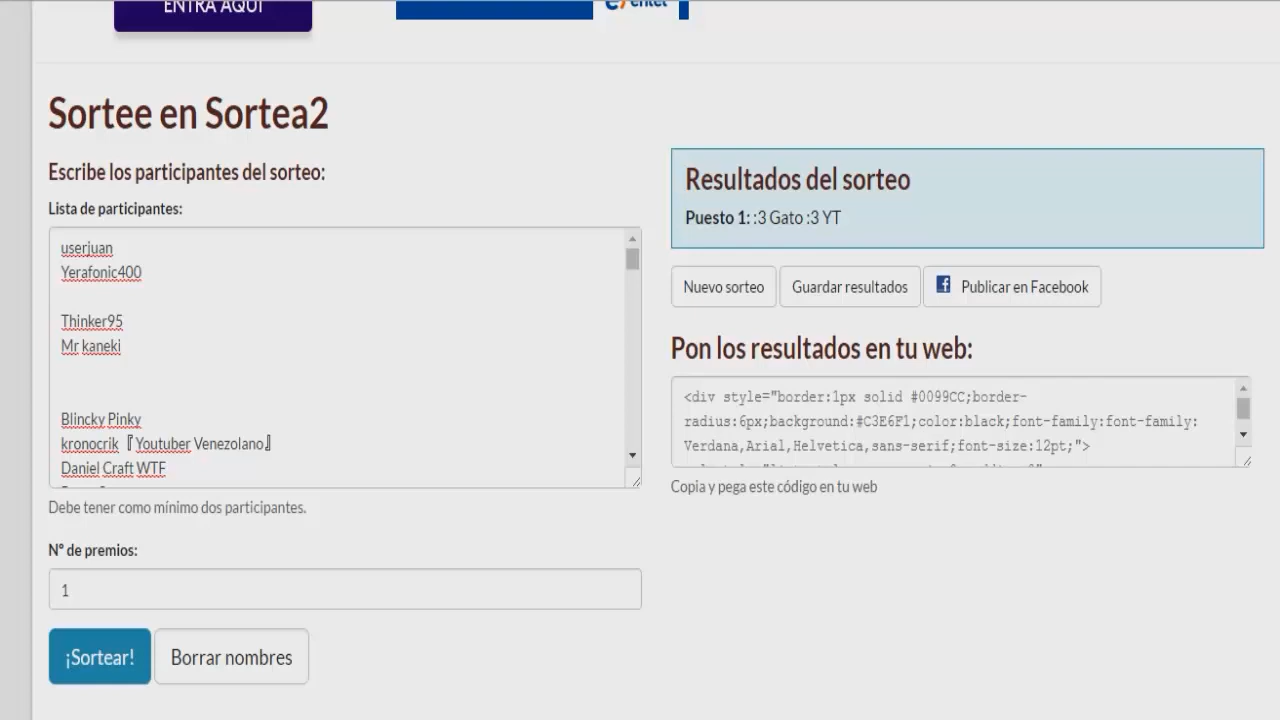 ENTRA AQUÍ
entel
Sortee en Sortea2
Escribe los participantes del sorteo:
Lista de participantes:
userjuan
Yerafonic400
Thinker95
Mr kaneki
Blincky Pinky
kronocrik『Youtuber Venezolano』
Daniel Craft WTF
Debe tener como mínimo dos participantes.
Nº de premios:
1
¡Sortear!
Borrar nombres
Resultados del sorteo
Puesto 1: :3 Gato :3 YT
Nuevo sorteo
Guardar resultados
Publicar en Facebook
Pon los resultados en tu web:
<div style="border:1px solid #0099CC;border-
radius:6px;background:#C3E6F1;color:black;font-family:font-family:
Verdana,Arial,Helvetica,sans-serif;font-size:12pt;">
Copia y pega este código en tu web